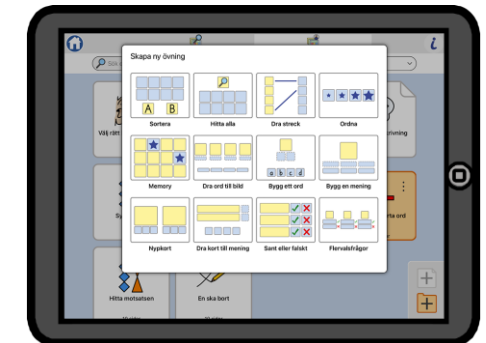 i
Sök
Skapa ny övning
A B
Sortera
Hitta alla
Dra streck
Ordna
Memory
a b c d
Dra ord till bild
Bygg ett ord
Bygg en mening
Nypkort
Dra kort till mening
Sant eller falskt
Flervalsfrågor
Välj rätt
Hitta motsatsen
En ska bort